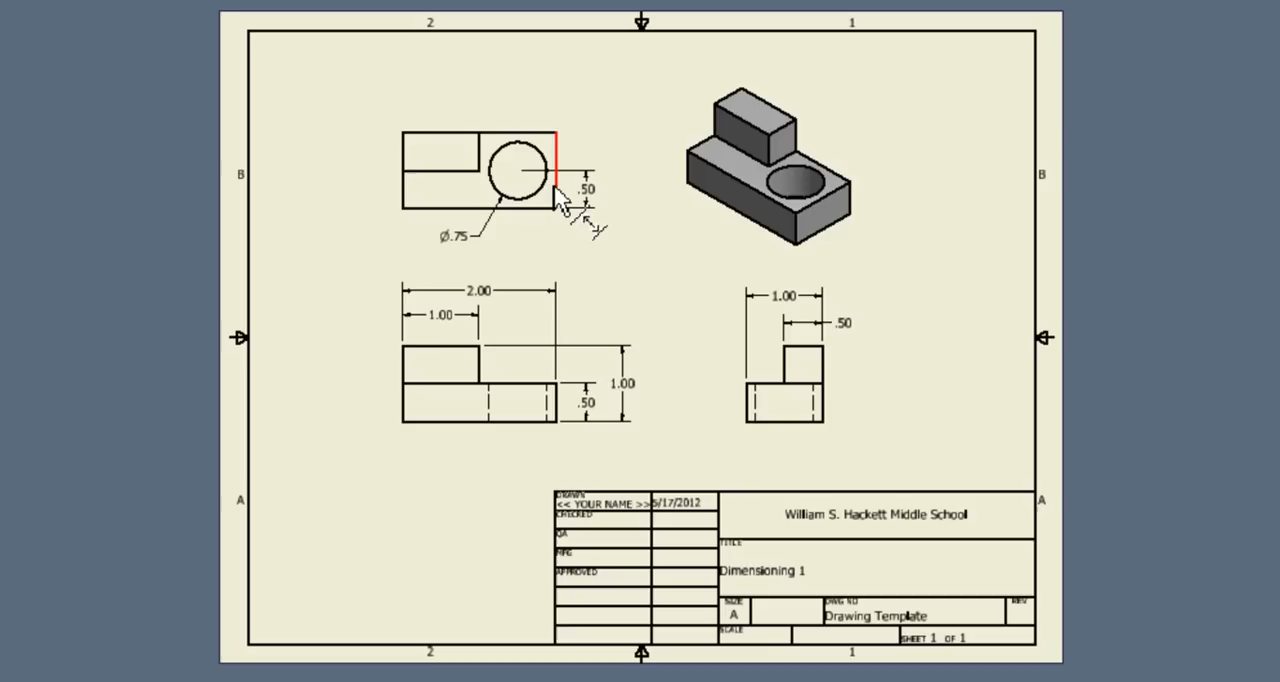 2 1
B B
.50
Ø.75
2.00
1.00
1.00
.50
1.00
.50
A A
DRAWN
<< YOUR NAME >> 5/17/2012
CHECKED
QA
MFG
APPROVED
William S. Hackett Middle School
TITLE
Dimensioning 1
SIZE
A
DWG NO
Drawing Template
REV
SCALE
SHEET 1 OF 1
2 1